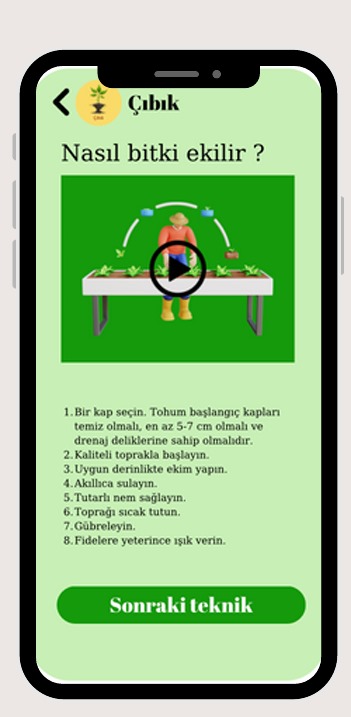 Çıbık
Nasıl bitki ekilir ?
1. Bir kap seçin. Tohum başlangıç kapları
temiz olmalı, en az 5-7 cm olmalı ve
drenaj deliklerine sahip olmalıdır.
2. Kaliteli toprakla başlayın.
3. Uygun derinlikte ekim yapın.
4. Akıllıca sulayın.
5. Tutarlı nem sağlayın.
6. Toprağı sıcak tutun.
7. Gübreleyin.
8. Fidelere yeterince ışık verin.
Sonraki teknik